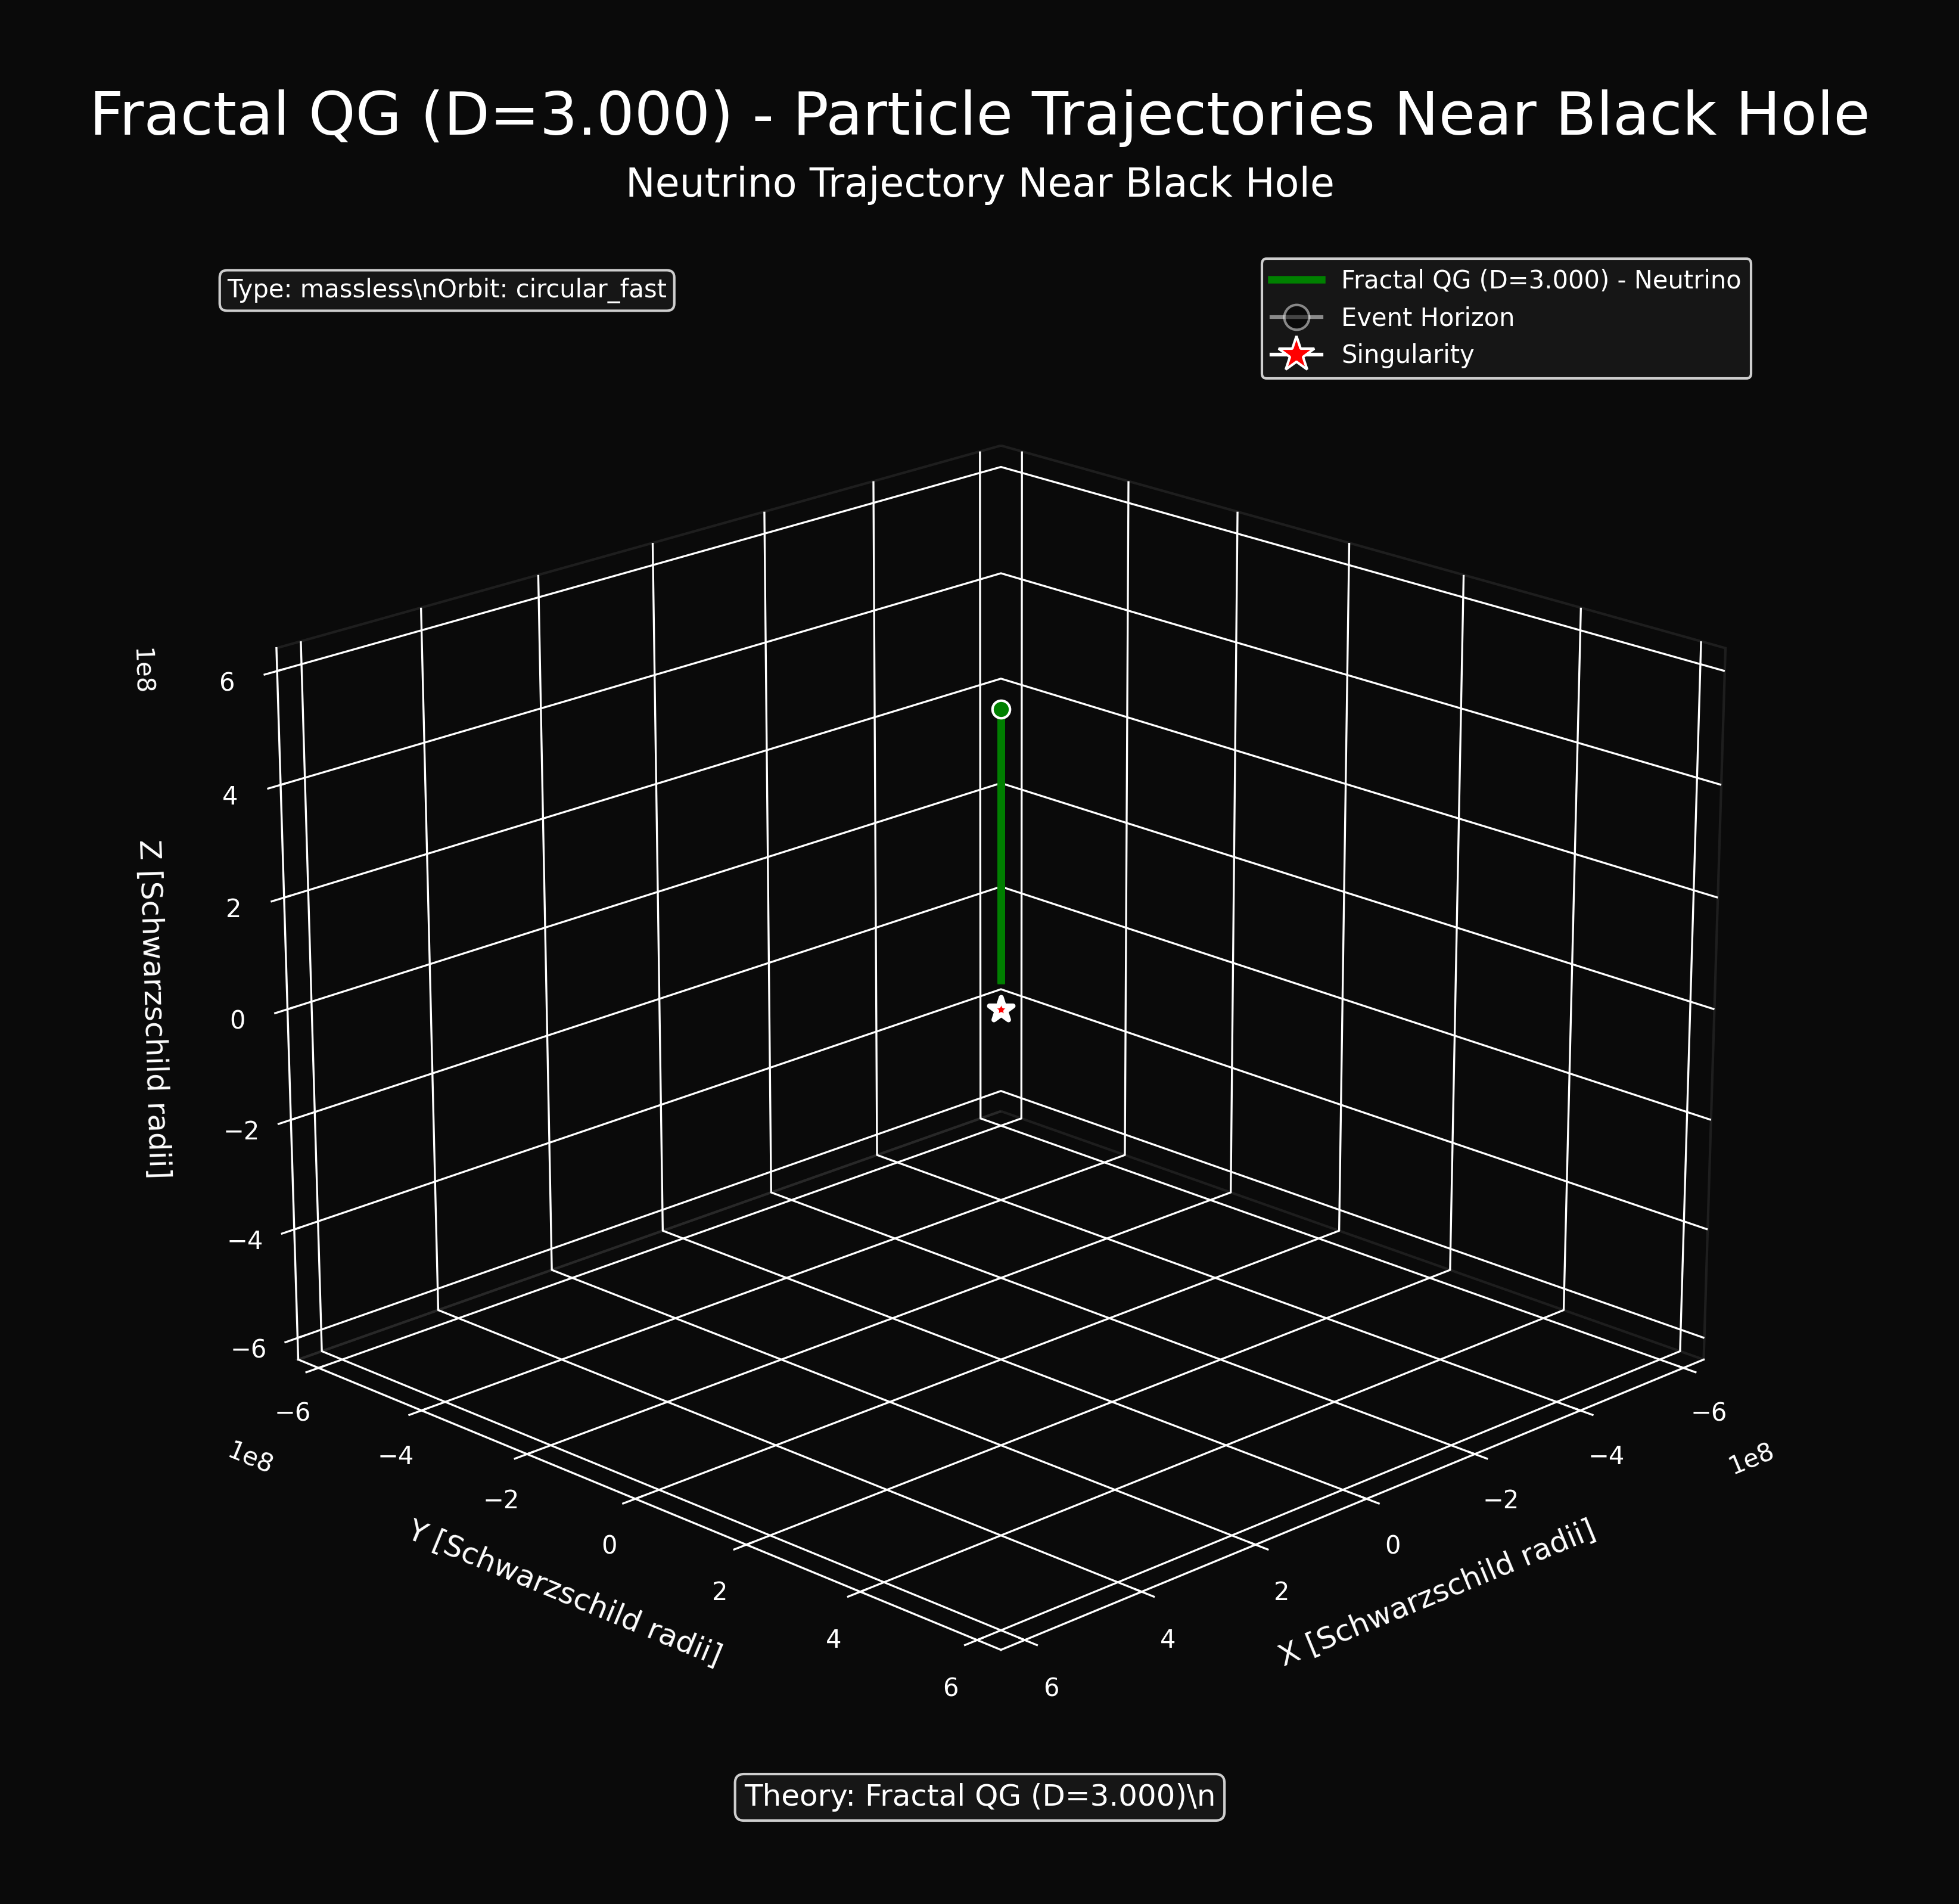 Fractal QG (D=3.000) - Particle Trajectories Near Black Hole
Neutrino Trajectory Near Black Hole
Type: massless\nOrbit: circular_fast
Fractal QG (D=3.000) - Neutrino
Event Horizon
Singularity
1e8
6
4
2
0
−2
−4
−6
Z [Schwarzschild radii]
−6
−4
−2
0
2
4
6
1e8
Y [Schwarzschild radii]
6
4
2
0
−2
−4
−6
1e8
X [Schwarzschild radii]
Theory: Fractal QG (D=3.000)\n